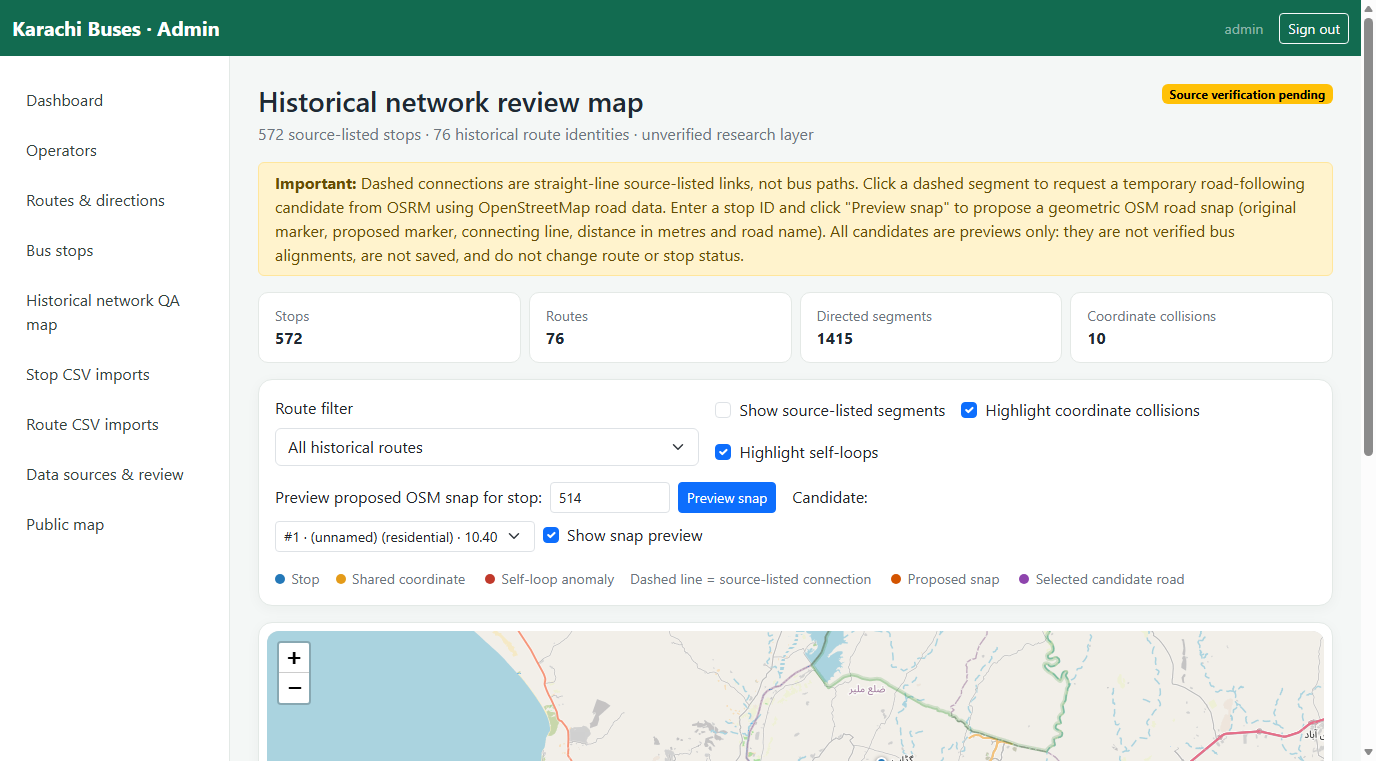 Karachi Buses · Admin
admin
Sign out
Dashboard
Operators
Routes & directions
Bus stops
Historical network QA
map
Stop CSV imports
Route CSV imports
Data sources & review
Public map
Historical network review map
Source verification pending
572 source-listed stops · 76 historical route identities · unverified research layer
Important: Dashed connections are straight-line source-listed links, not bus paths. Click a dashed segment to request a temporary road-following
candidate from OSRM using OpenStreetMap road data. Enter a stop ID and click "Preview snap" to propose a geometric OSM road snap (original
marker, proposed marker, connecting line, distance in metres and road name). All candidates are previews only: they are not verified bus
alignments, are not saved, and do not change route or stop status.
Stops
572
Routes
76
Directed segments
1415
Coordinate collisions
10
Route filter
All historical routes
Show source-listed segments
Highlight coordinate collisions
Highlight self-loops
Preview proposed OSM snap for stop:
514
Preview snap
Candidate:
#1 · (unnamed) (residential) · 10.40
Show snap preview
Stop
Shared coordinate
Self-loop anomaly
Dashed line = source-listed connection
Proposed snap
Selected candidate road
+
−
ضلع ملیر